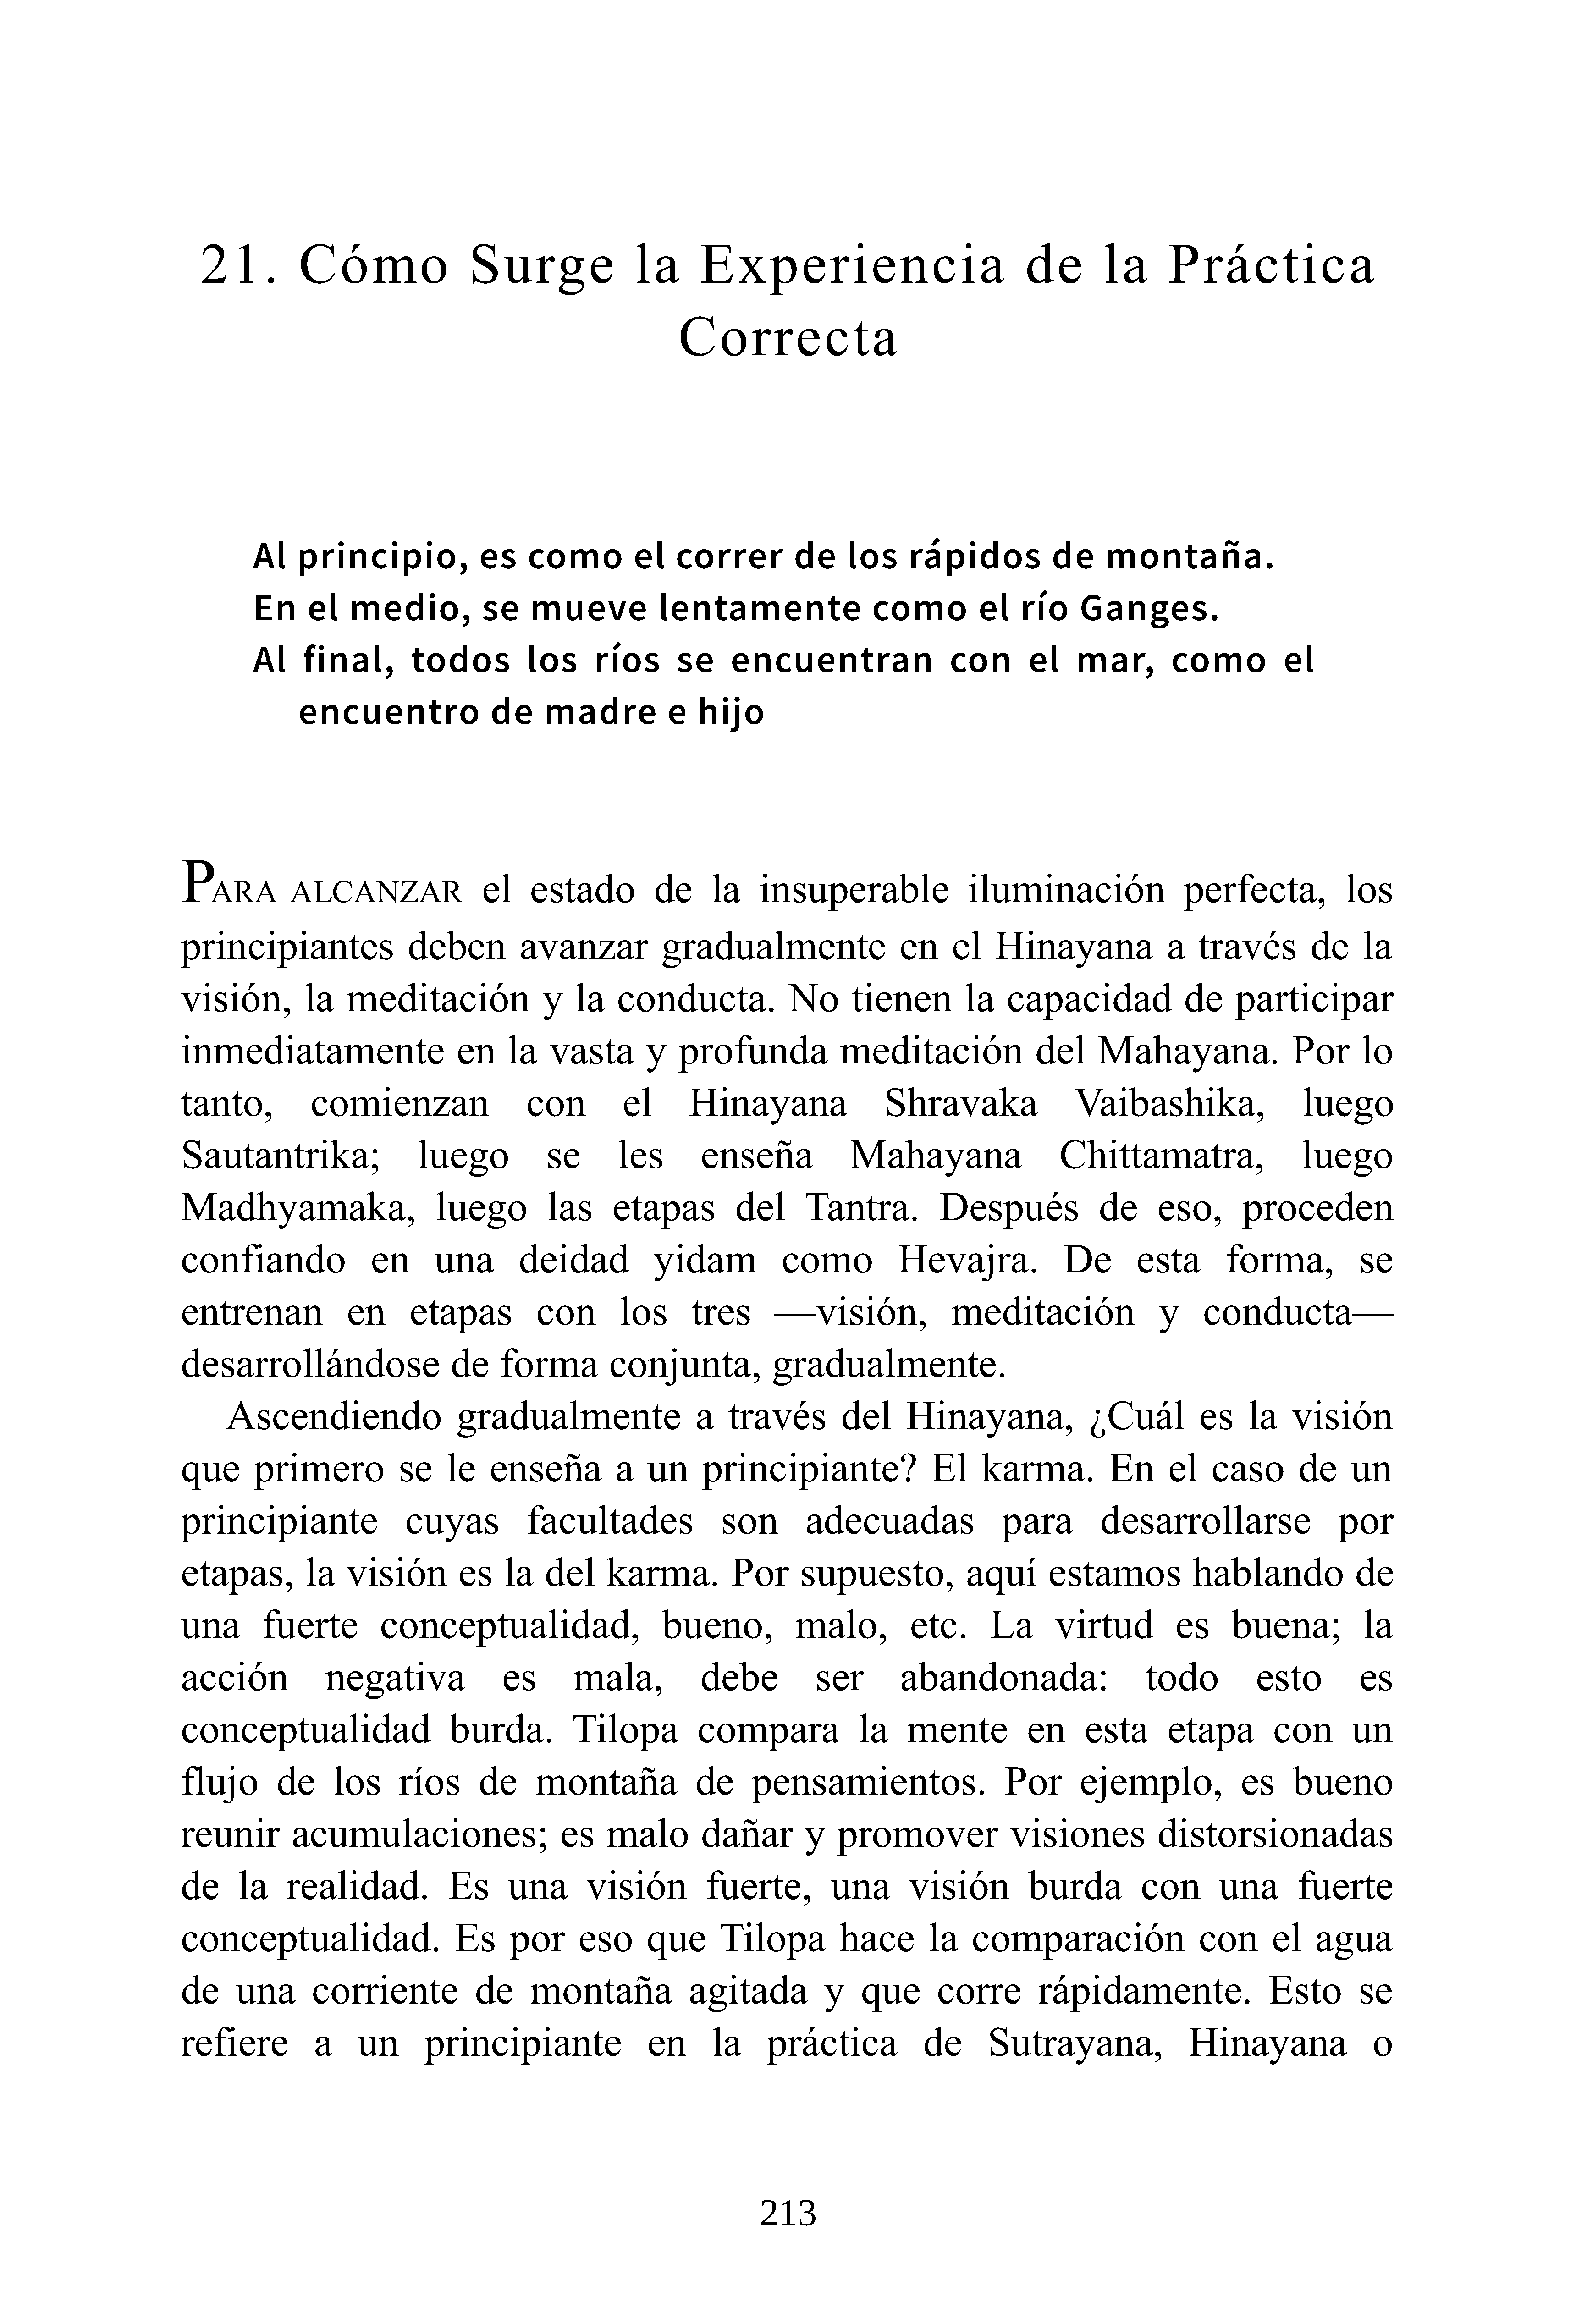 21. Cómo Surge la Experiencia de la Práctica
Correcta
Al principio, es como el correr de los rápidos de montaña.
En el medio, se mueve lentamente como el río Ganges.
Al final, todos los ríos se encuentran con el mar, como el
encuentro de madre e hijo
PARA ALCANZAR el estado de la insuperable iluminación perfecta, los
principiantes deben avanzar gradualmente en el Hinayana a través de la
visión, la meditación y la conducta. No tienen la capacidad de participar
inmediatamente en la vasta y profunda meditación del Mahayana. Por lo
tanto, comienzan con el Hinayana Shravaka Vaibashika, luego
Sautantrika; luego se les enseña Mahayana Chittamatra, luego
Madhyamaka, luego las etapas del Tantra. Después de eso, proceden
confiando en una deidad yidam como Hevajra. De esta forma, se
entrenan en etapas con los tres —visión, meditación y conducta—
desarrollándose de forma conjunta, gradualmente.
Ascendiendo gradualmente a través del Hinayana, ¿Cuál es la visión
que primero se le enseña a un principiante? El karma. En el caso de un
principiante cuyas facultades son adecuadas para desarrollarse por
etapas, la visión es la del karma. Por supuesto, aquí estamos hablando de
una fuerte conceptualidad, bueno, malo, etc. La virtud es buena; la
acción negativa es mala, debe ser abandonada: todo esto es
conceptualidad burda. Tilopa compara la mente en esta etapa con un
flujo de los ríos de montaña de pensamientos. Por ejemplo, es bueno
reunir acumulaciones; es malo dañar y promover visiones distorsionadas
de la realidad. Es una visión fuerte, una visión burda con una fuerte
conceptualidad. Es por eso que Tilopa hace la comparación con el agua
de una corriente de montaña agitada y que corre rápidamente. Esto se
refiere a un principiante en la práctica de Sutrayana, Hinayana o
213